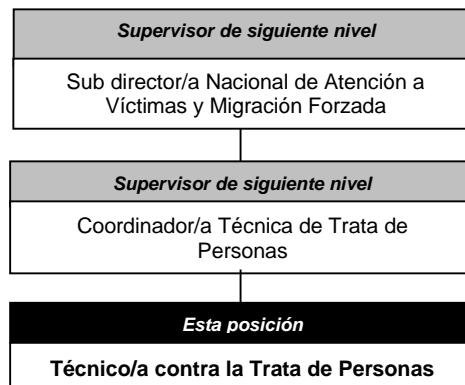 Supervisor de siguiente nivel
Sub director/a Nacional de Atención a
Víctimas y Migración Forzada
Supervisor de siguiente nivel
Coordinador/a Técnica de Trata de
Personas
Esta posición
Técnico/a contra la Trata de Personas